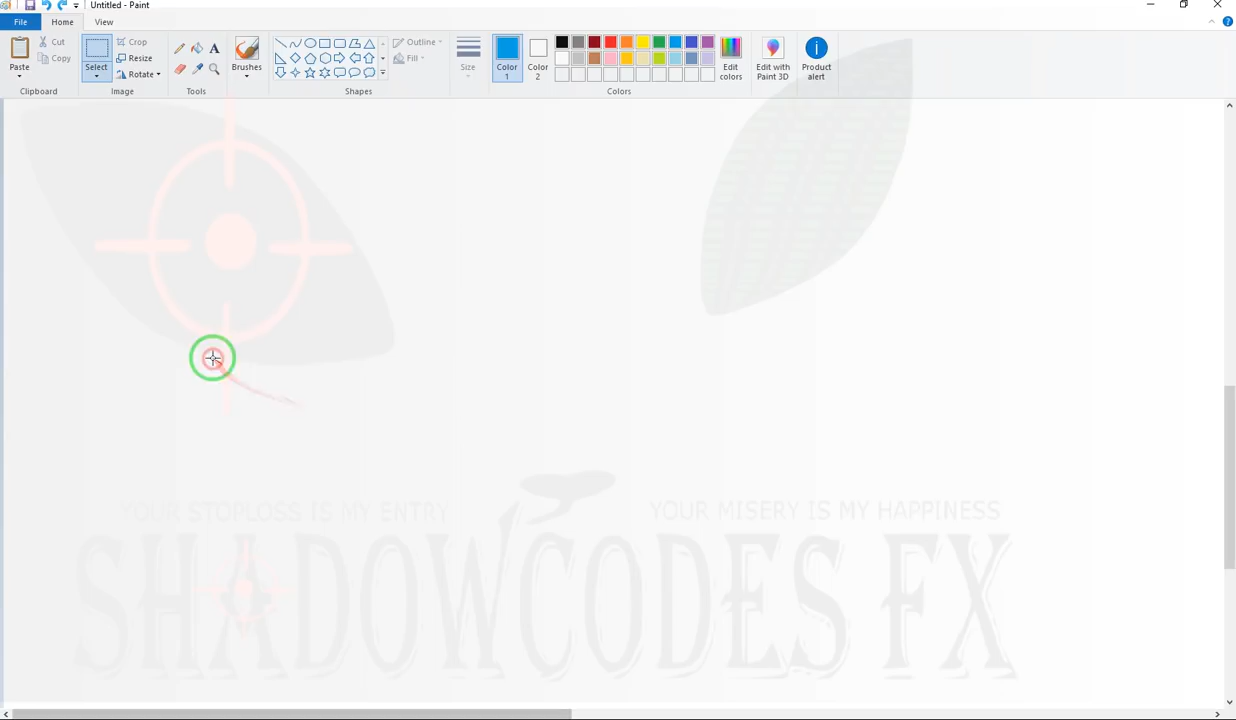 Untitled - Paint
File Home View
Paste
Cut
Copy
Clipboard
Select
Crop
Resize
Rotate
Image
A
Tools
Brushes
Outline
Fill
Shapes
Size
Color 1
Color 2
Edit colors
Colors
Edit with Paint 3D
Product alert
YOUR STOPLOSS IS MY ENTRY
YOUR MISERY IS MY HAPPINESS
SHADOWCODES FX